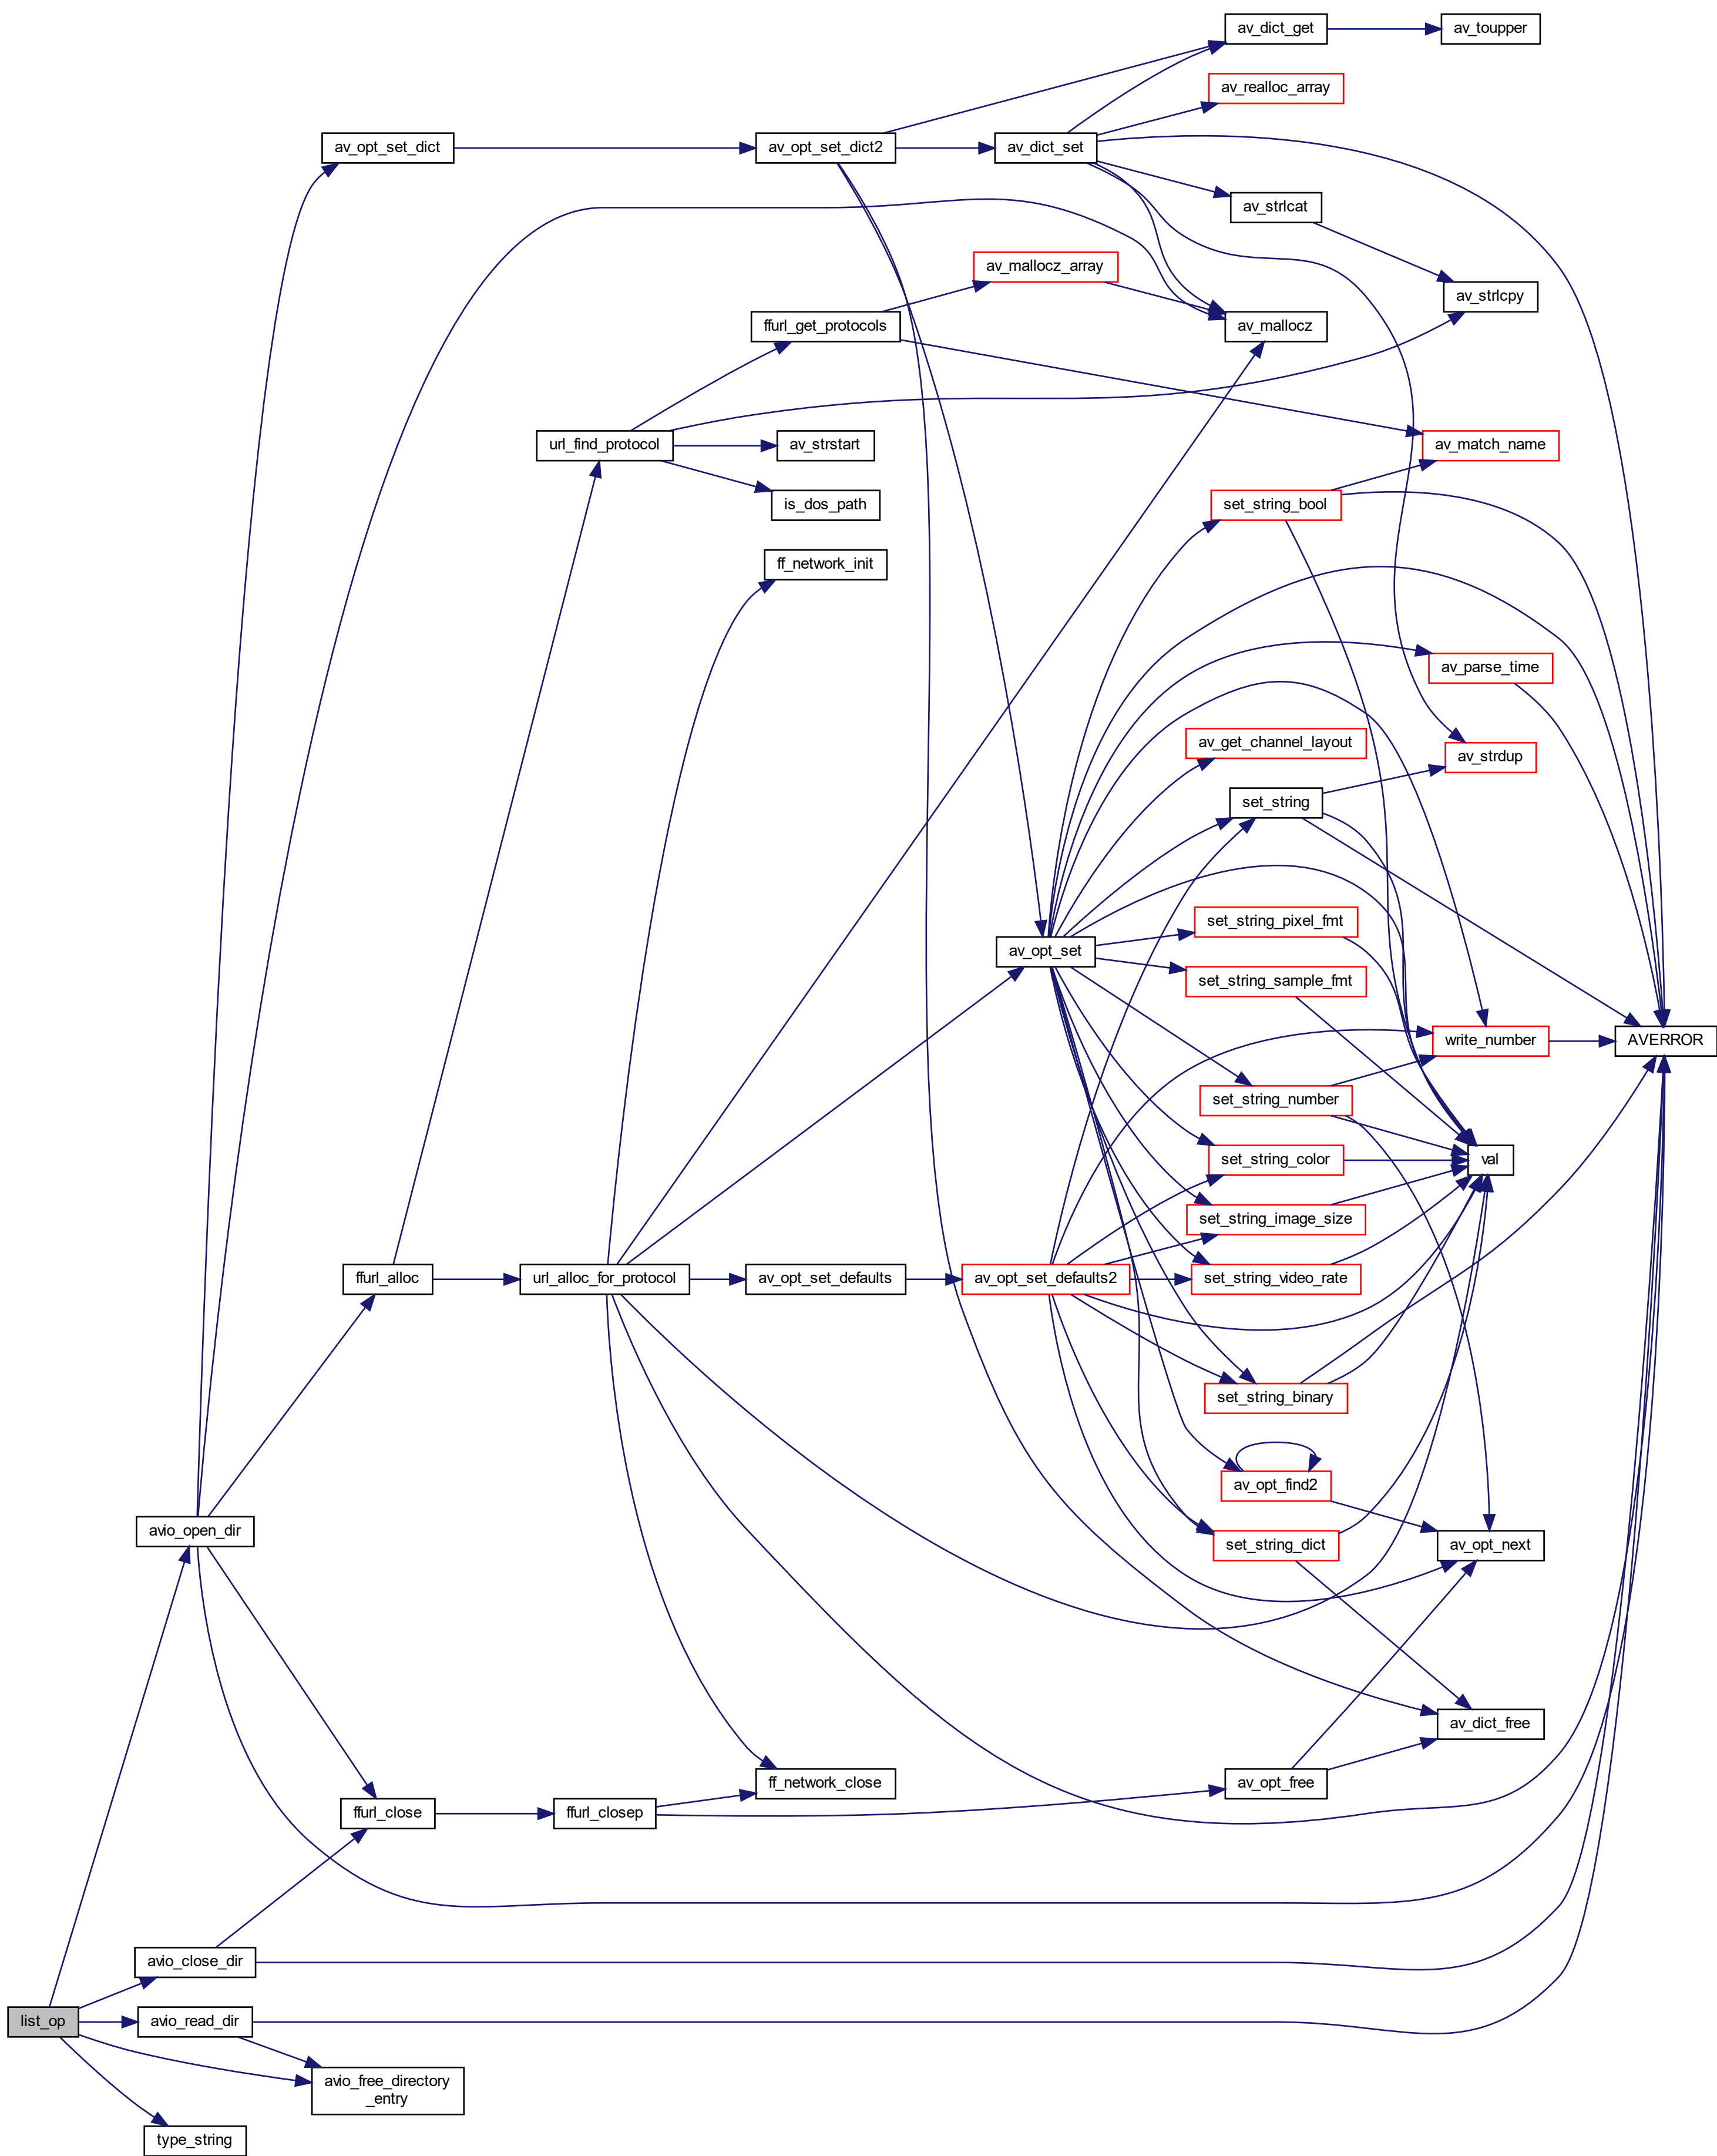 av_dict_get
av_toupper
av_realloc_array
av_opt_set_dict
av_opt_set_dict2
av_dict_set
av_strlcat
av_mallocz_array
av_strlcpy
ffurl_get_protocols
av_mallocz
url_find_protocol
av_strstart
av_match_name
is_dos_path
set_string_bool
ff_network_init
av_parse_time
av_get_channel_layout
av_strdup
set_string
set_string_pixel_fmt
av_opt_set
set_string_sample_fmt
write_number
AVERROR
set_string_number
set_string_color
val
set_string_image_size
ffurl_alloc
url_alloc_for_protocol
av_opt_set_defaults
av_opt_set_defaults2
set_string_video_rate
set_string_binary
av_opt_find2
avio_open_dir
set_string_dict
av_opt_next
av_dict_free
ff_network_close
av_opt_free
ffurl_close
ffurl_closep
avio_close_dir
list_op
avio_read_dir
avio_free_directory
_entry
type_string